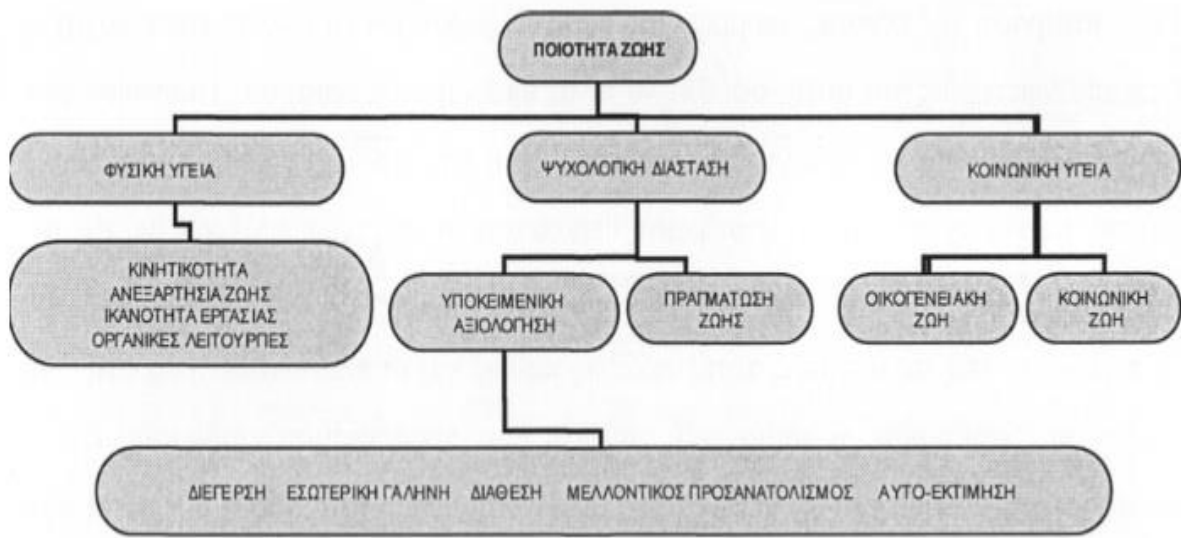 ΠΟΙΟΤΗΤΑ ΖΩΗΣ
ΦΥΣΙΚΗ ΥΓΕΙΑ
ΨΥΧΟΛΟΓΙΚΗ ΔΙΑΣΤΑΣΗ
ΚΟΙΝΩΝΙΚΗ ΥΓΕΙΑ
ΚΙΝΗΤΙΚΟΤΗΤΑ
ΑΝΕΞΑΡΤΗΣΙΑ ΖΩΗΣ
ΙΚΑΝΟΤΗΤΑ ΕΡΓΑΣΙΑΣ
ΟΡΓΑΝΙΚΕΣ ΛΕΙΤΟΥΡΓΙΕΣ
ΥΠΟΚΕΙΜΕΝΙΚΗ
ΑΞΙΟΛΟΓΗΣΗ
ΠΡΑΓΜΑΤΩΣΗ
ΖΩΗΣ
ΟΙΚΟΓΕΝΕΙΑΚΗ
ΖΩΗ
ΚΟΙΝΩΝΙΚΗ
ΖΩΗ
ΔΙΕΓΕΡΣΗ ΕΣΩΤΕΡΙΚΗ ΓΑΛΗΝΗ ΔΙΑΘΕΣΗ ΜΕΛΛΟΝΤΙΚΟΣ ΠΡΟΣΑΝΑΤΟΛΙΣΜΟΣ ΑΥΤΟ-ΕΚΤΙΜΗΣΗ